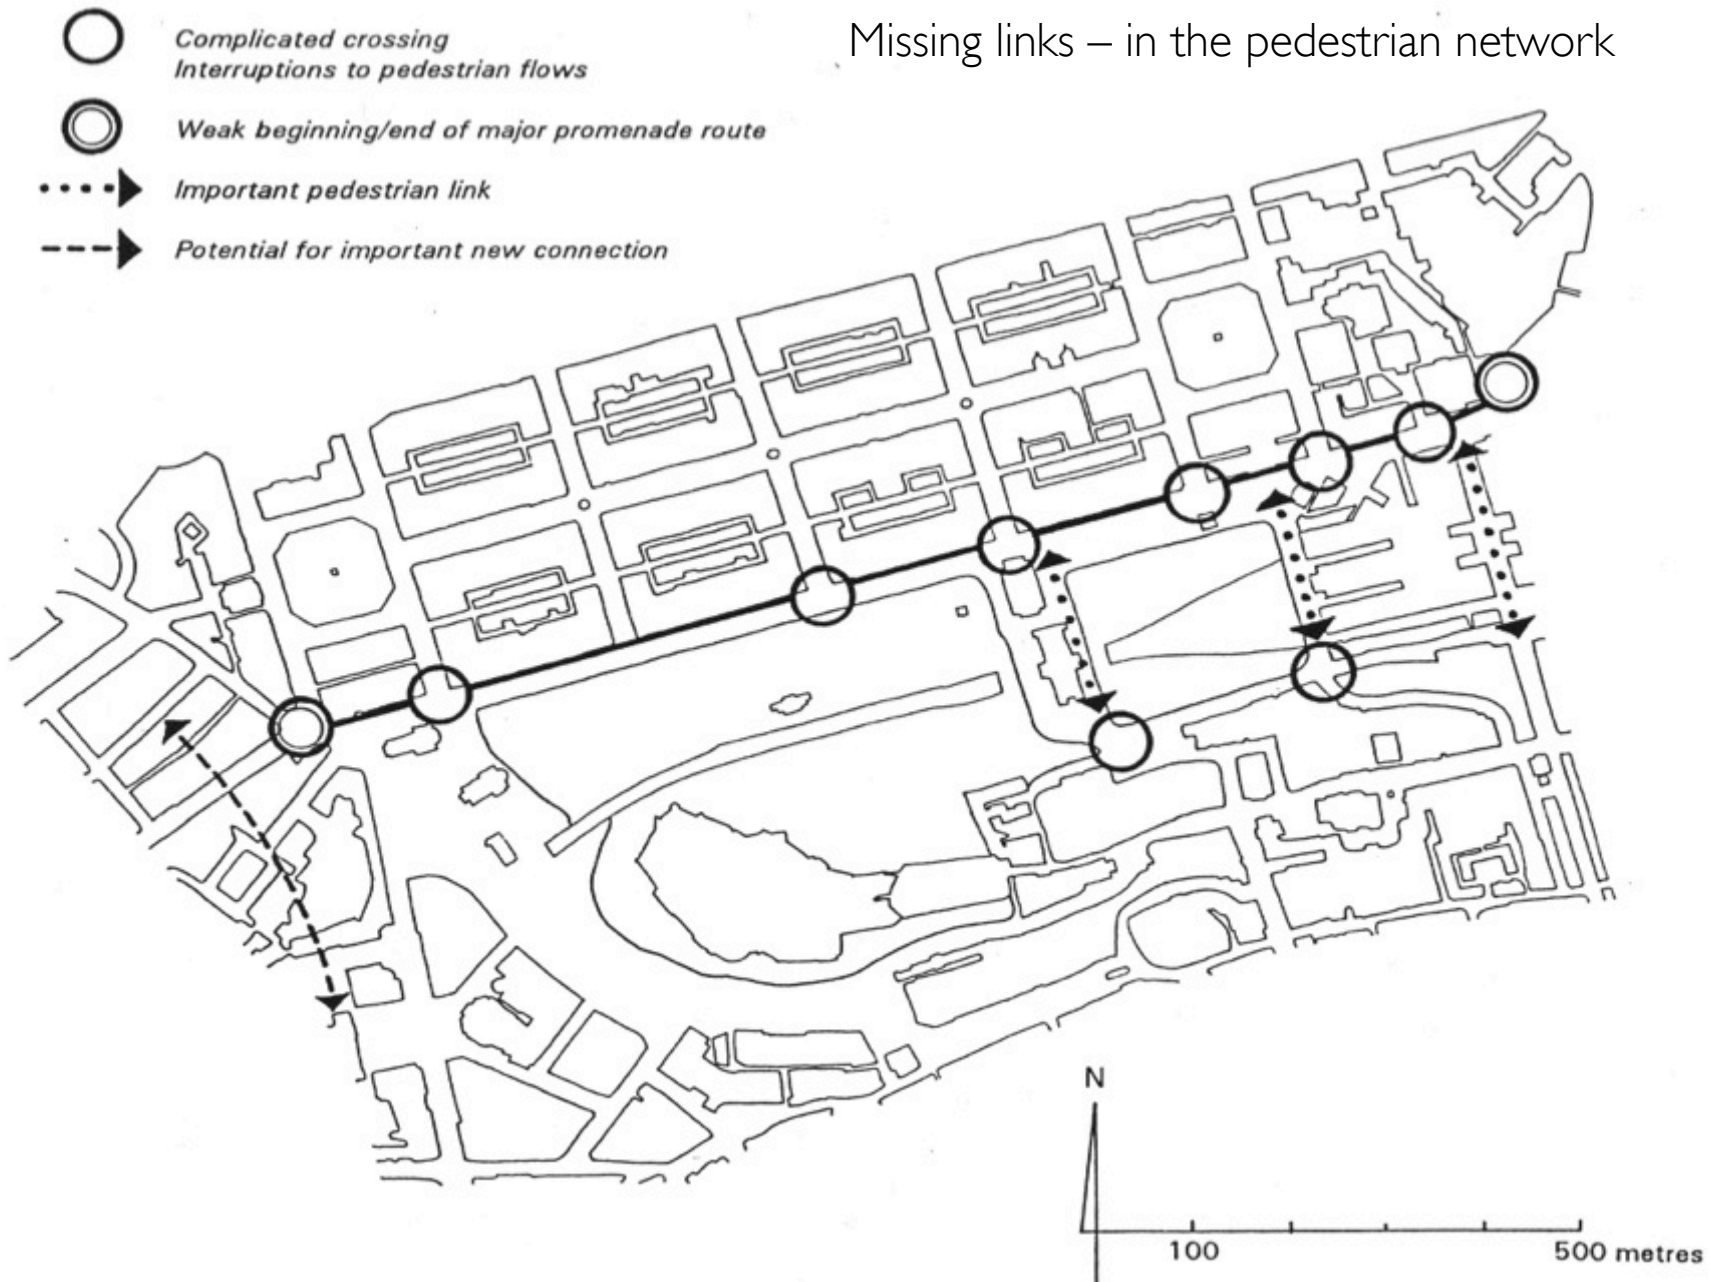 Missing links – in the pedestrian network
Complicated crossing
Interruptions to pedestrian flows
Weak beginning/end of major promenade route
Important pedestrian link
Potential for important new connection
N
100
500 metres